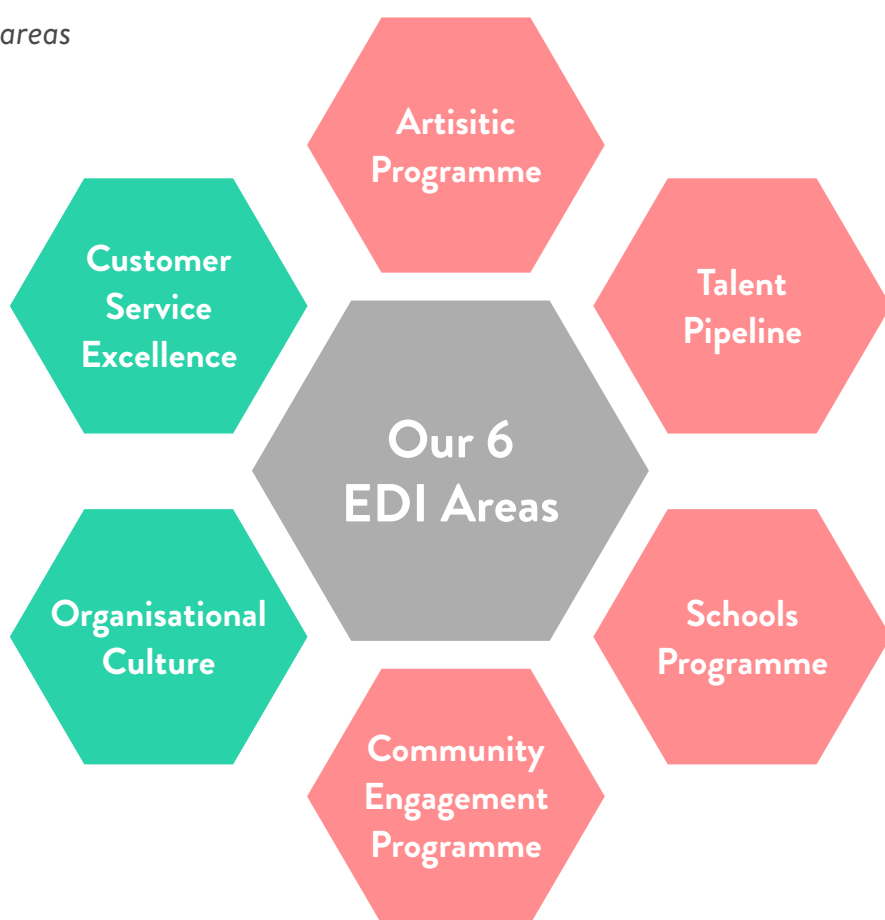 areas
Artisitic
Programme
Customer
Service
Excellence
Talent
Pipeline
Our 6
EDI Areas
Organisational
Culture
Schools
Programme
Community
Engagement
Programme